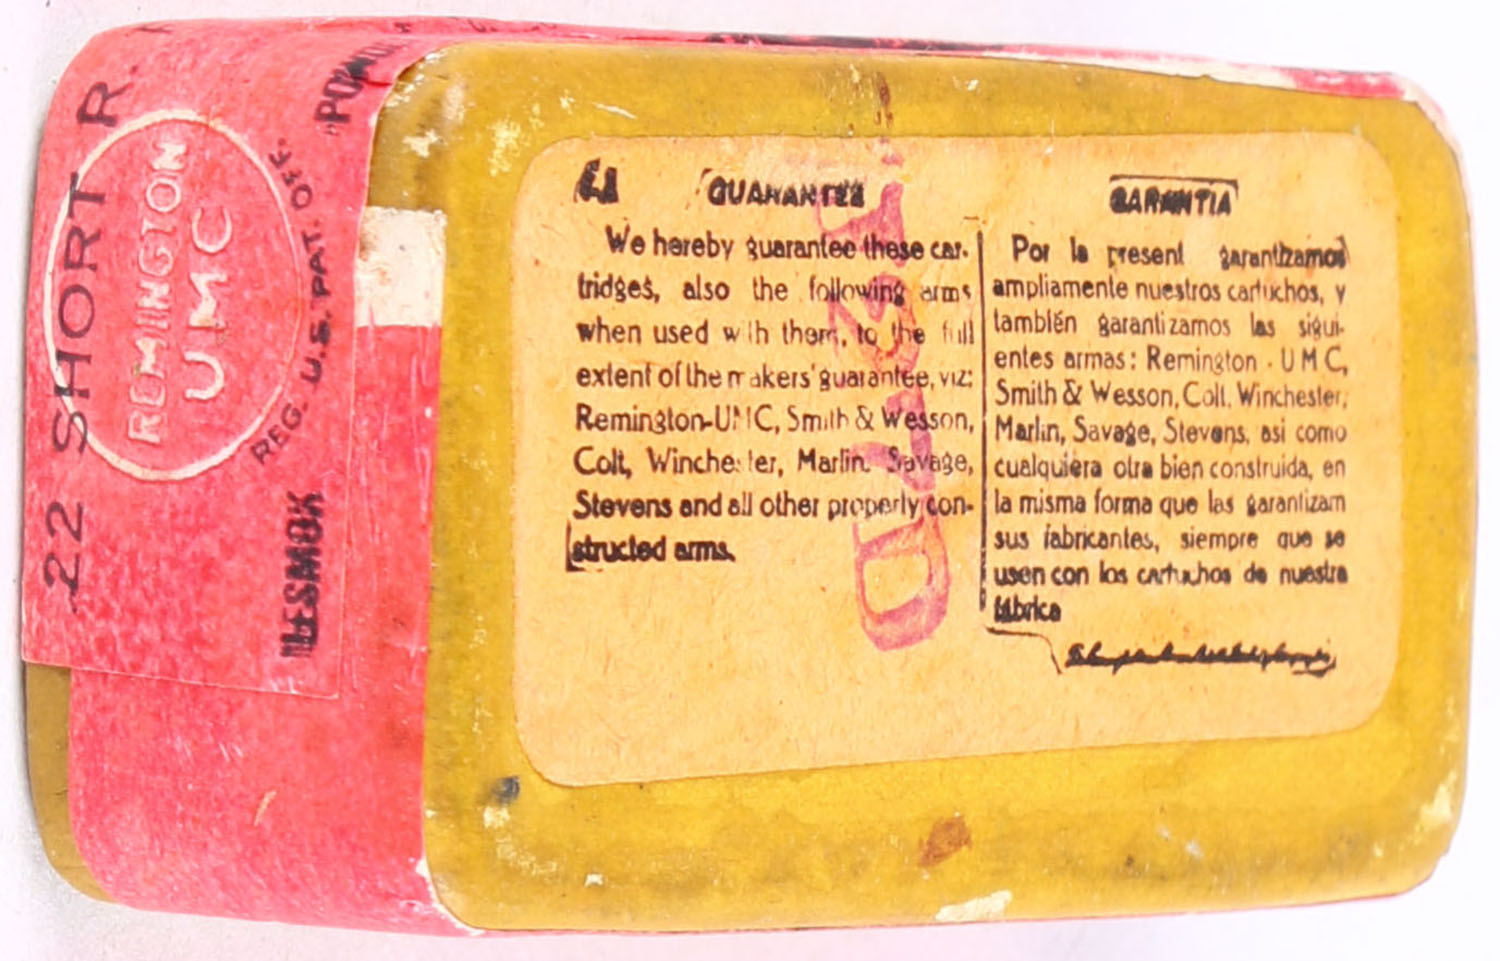 .22 SHORT R.
REMINGTON
UMC
REG. U.S. PAT. OFF.
LESMOK
GUARANTEE
We hereby guarantee these car-
tridges, also the following arms
when used with them, to the full
extent of the makers' guarantee, viz:
Remington-UMC, Smith & Wesson,
Colt, Winchester, Marlin, Savage,
Stevens and all other properly con-
structed arms.
GARANTIA
Por la present garantizamos
ampliamente nuestros cartuchos, y
también garantizamos las sigui-
entes armas: Remington - UMC,
Smith & Wesson, Colt, Winchester,
Marlin, Savage, Stevens, asi como
cualquiera otra bien construida, en
la misma forma que las garantizam
sus fabricantes, siempre que se
usen con los cartuchos de nuestra
fábrica